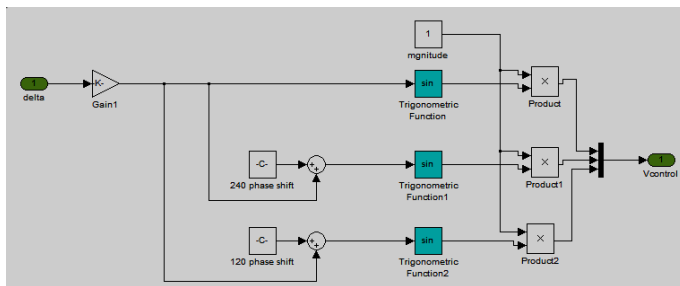 1
mgnitude
1
delta
-K-
Gain1
sin
Trigonometric
Function
×
Product
-C-
240 phase shift
+
+
sin
Trigonometric
Function1
×
Product1
1
Vcontrol
-C-
120 phase shift
+
+
sin
Trigonometric
Function2
×
Product2